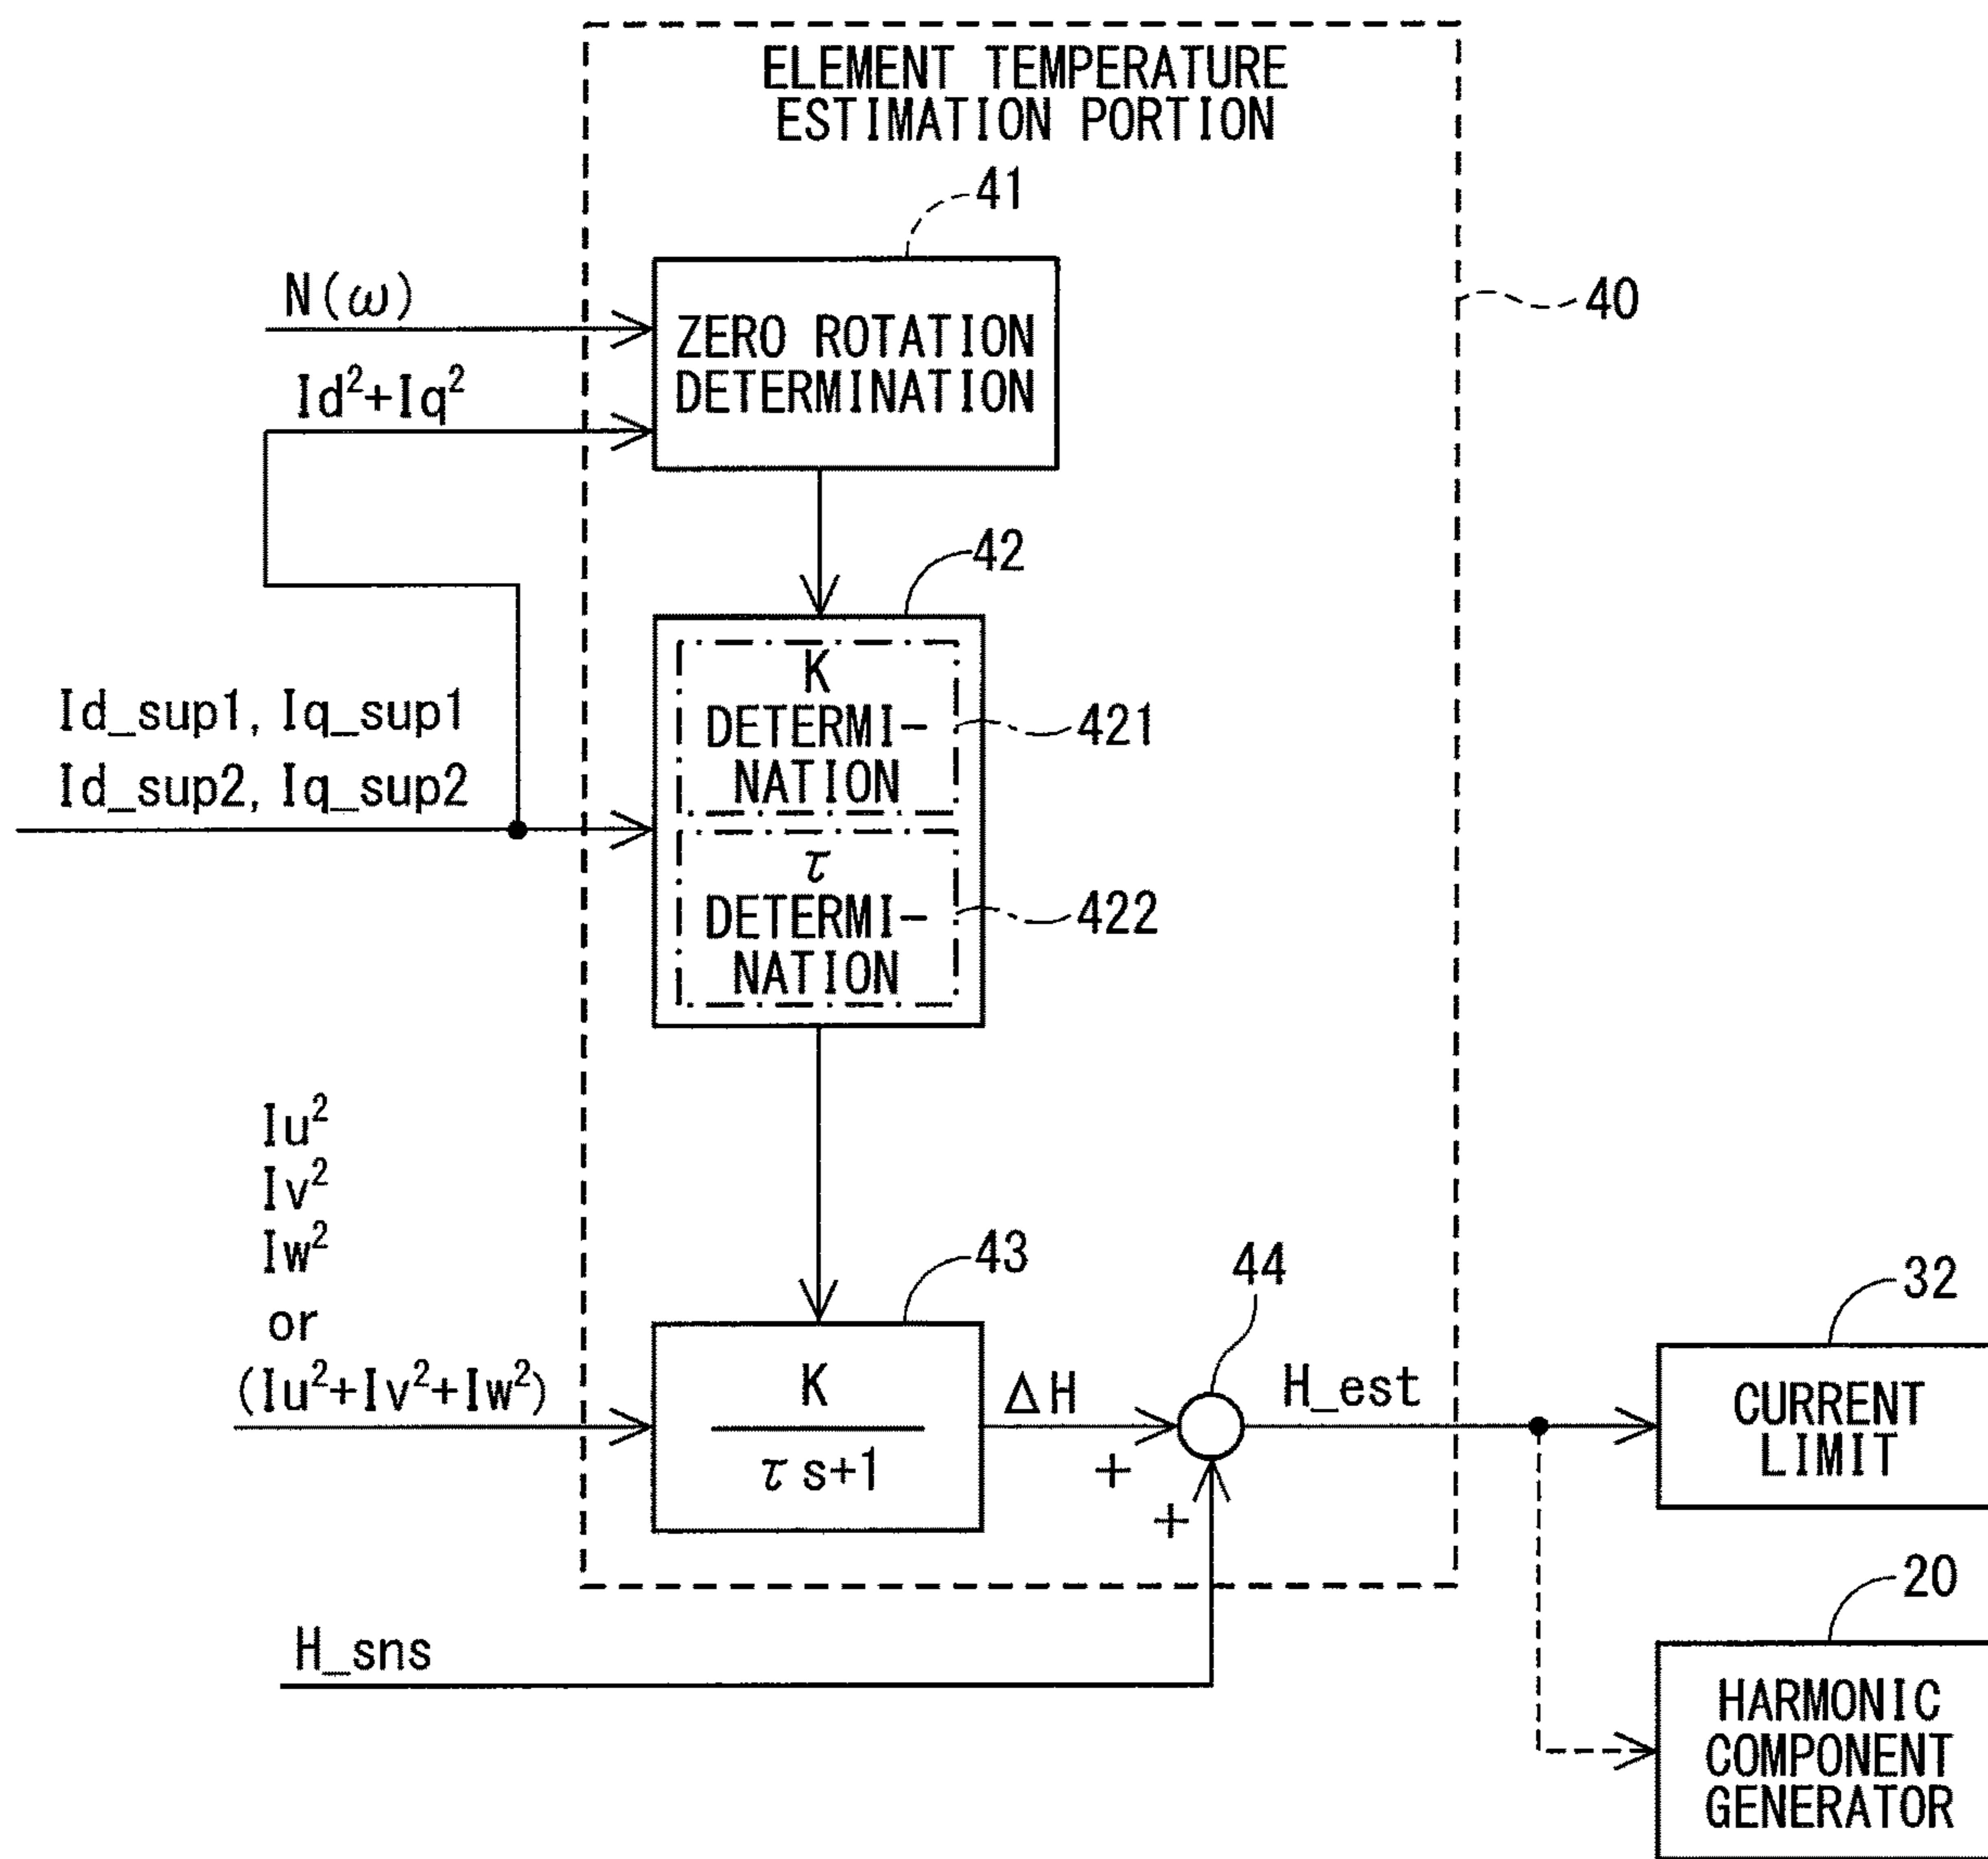 ELEMENT TEMPERATURE
ESTIMATION PORTION
41
N(ω)
40
ZERO ROTATION
DETERMINATION
Id²+Iq²
42
K
DETERMI-
NATION
421
Id_sup1, Iq_sup1
Id_sup2, Iq_sup2
τ
DETERMI-
NATION
422
Iu²
Iv²
Iw²
or
(Iu²+Iv²+Iw²)
43
K
τs+1
ΔH
+
+
44
H_est
32
CURRENT
LIMIT
20
HARMONIC
COMPONENT
GENERATOR
H_sns